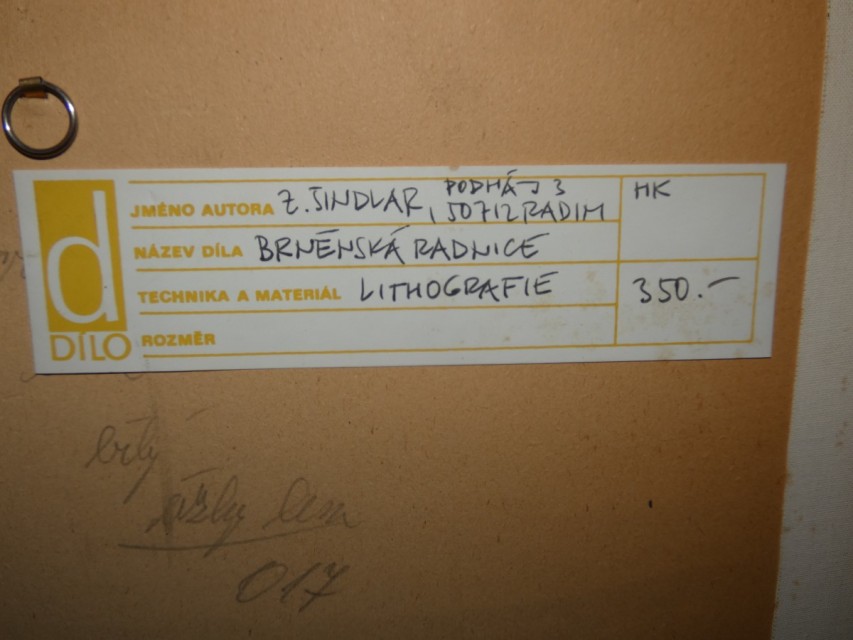 d
DÍLO
JMÉNO AUTORA Z. ŠINDLAR, PODHÁJ 3
50712 RADIM
HK
NÁZEV DÍLA BRNĚNSKÁ RADNICE
TECHNIKA A MATERIÁL LITHOGRAFIE
350.-
ROZMĚR
017